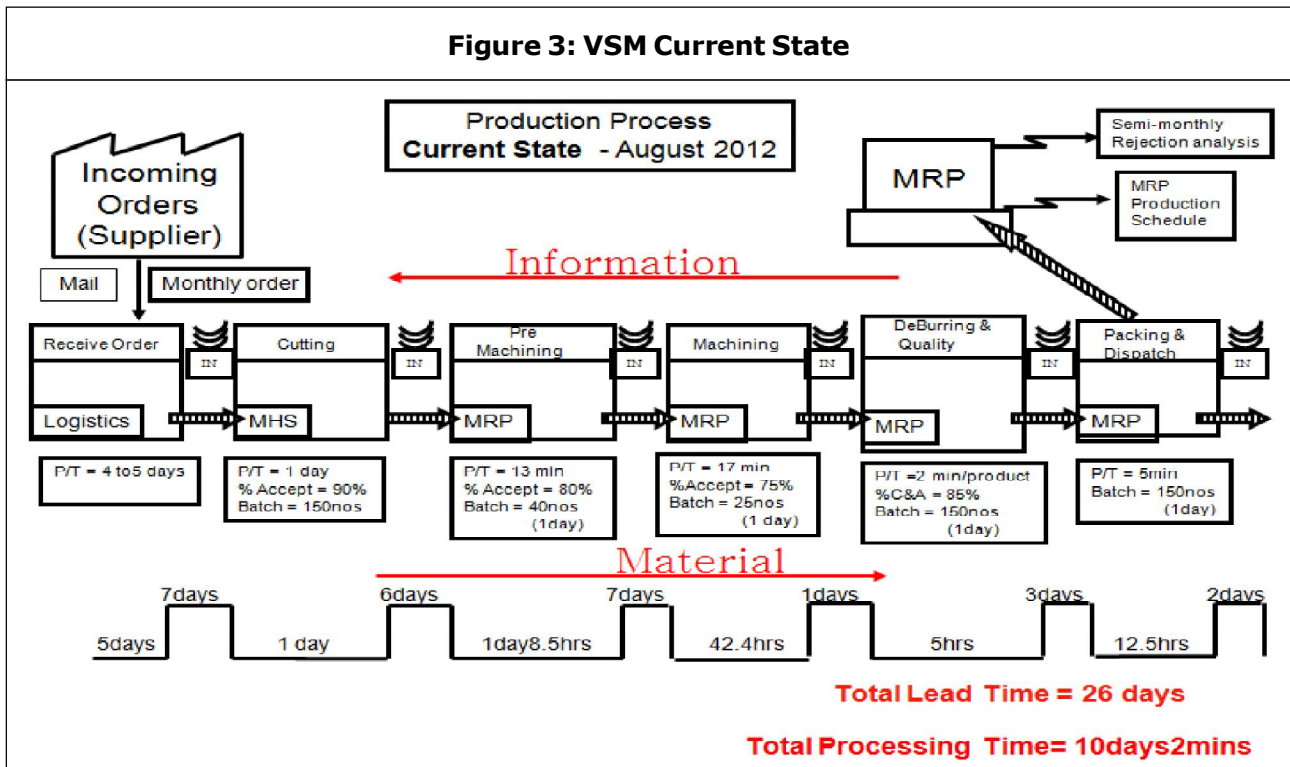 Figure 3: VSM Current State
Production Process
Current State - August 2012
Incoming
Orders
(Supplier)
MRP
Semi-monthly
Rejection analysis
MRP
Production
Schedule
Information
Mail
Monthly order
Receive Order
IN
Cutting
IN
Pre
Machining
IN
Machining
IN
DeBurring &
Quality
IN
Packing &
Dispatch
IN
Logistics
MHS
MRP
MRP
MRP
MRP
P/T = 4 to5 days
P/T = 1 day
% Accept = 90%
Batch = 150nos
P/T = 13 min
% Accept = 80%
Batch = 40nos
(1day)
P/T = 17 min
%Accept = 75%
Batch = 25nos
(1 day)
P/T =2 min/product
%C&A = 85%
Batch = 150nos
(1day)
P/T = 5min
Batch = 150nos
(1day)
Material
7days
6days
7days
1days
3days
2days
5days
1 day
1day8.5hrs
42.4hrs
5hrs
12.5hrs
Total Lead Time = 26 days
Total Processing Time= 10days2mins